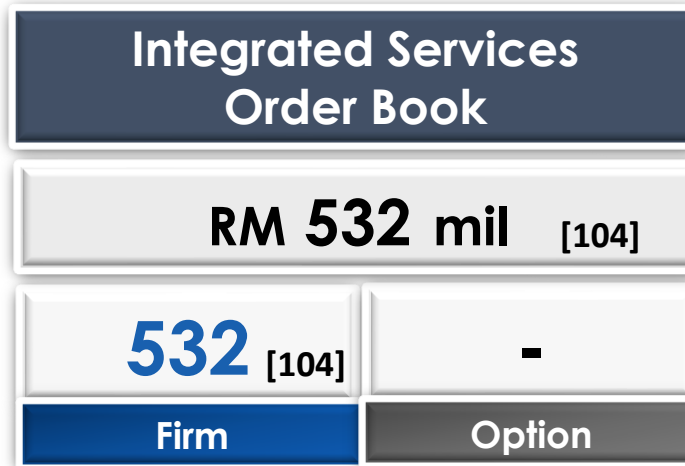 Integrated Services
Order Book
RM 532 mil [104]
532 [104] -
Firm Option